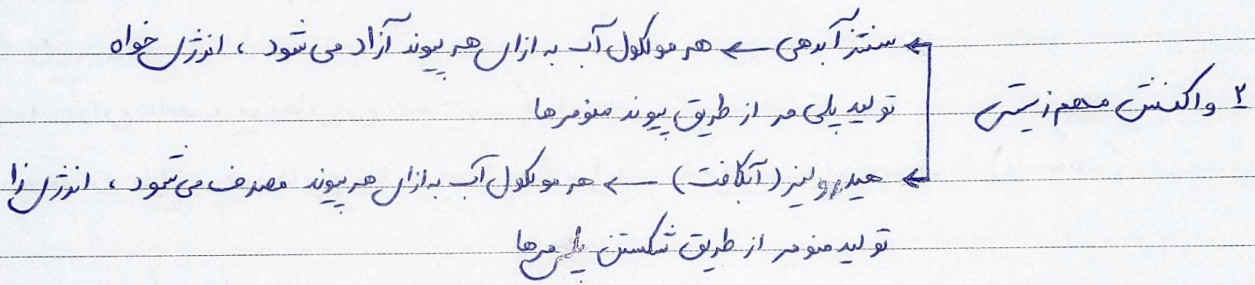 ۲ واکنش مهم زیستی
سنتز آبدهی ← هر مولکول آب به ازای هر پیوند آزاد می‌شود ، انرژی خواه
تولید پلی مر از طریق پیوند منومرها
هیدرولیز (آبکافت) ← هر مولکول آب به ازای هر پیوند مصرف می‌شود ، انرژی زا
تولید منومر از طریق شکستن پلی مرها